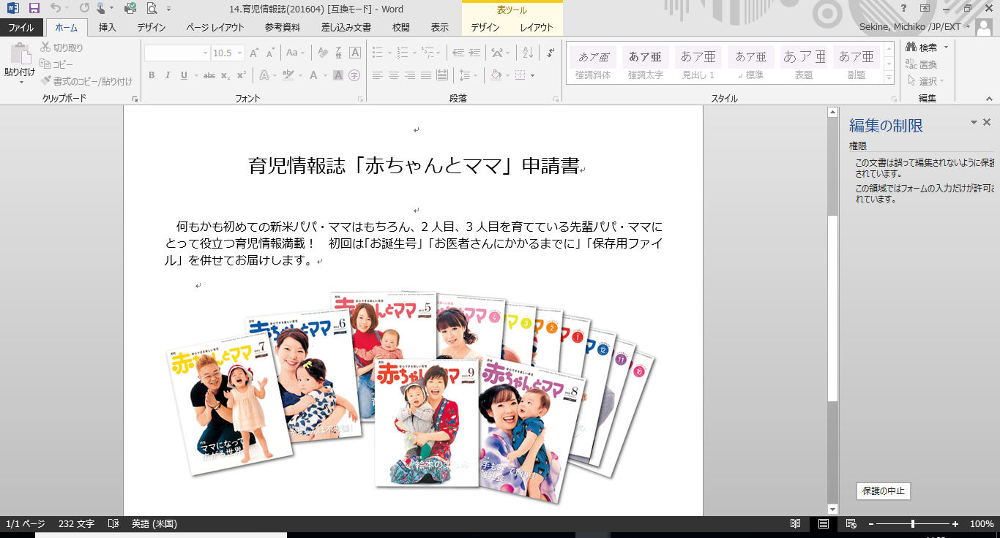 14.育児情報誌(201604) [互換モード] - Word
表ツール
ファイル
ホーム
挿入
デザイン
ページ レイアウト
参考資料
差し込み文書
校閲
表示
デザイン
レイアウト
Sekine, Michiko /JP/EXT
貼り付け
切り取り
コピー
書式のコピー/貼り付け
10.5
Aa
B I U abc x₂ x²
あア亜 あア亜 あア亜 あア亜 あア亜 あア亜
強調斜体 強調太字 見出し 1 標準 表題 副題
検索
置換
選択
クリップボード
フォント
段落
スタイル
編集
育児情報誌「赤ちゃんとママ」申請書
何もかも初めての新米パパ・ママはもちろん、2 人目、3 人目を育てている先輩パパ・ママに
とって役立つ育児情報満載！　初回は「お誕生号」「お医者さんにかかるまでに」「保存用ファイ
ル」を併せてお届けします。
月刊
赤ちゃんとママ
7
ママになって
広がる世界
赤ちゃんとママ
6
赤ちゃんとママ
5
ママ
4
3
2
1
12
11
10
赤ちゃんとママ
9
絵本の楽しみ
赤ちゃんとママ
8
手もみで簡単!
離乳食
編集の制限
権限
この文書は誤って編集されないように保護
されています。
この領域ではフォームの入力だけが許可さ
れています。
保護の中止
1/1 ページ
232 文字
英語 (米国)
100%